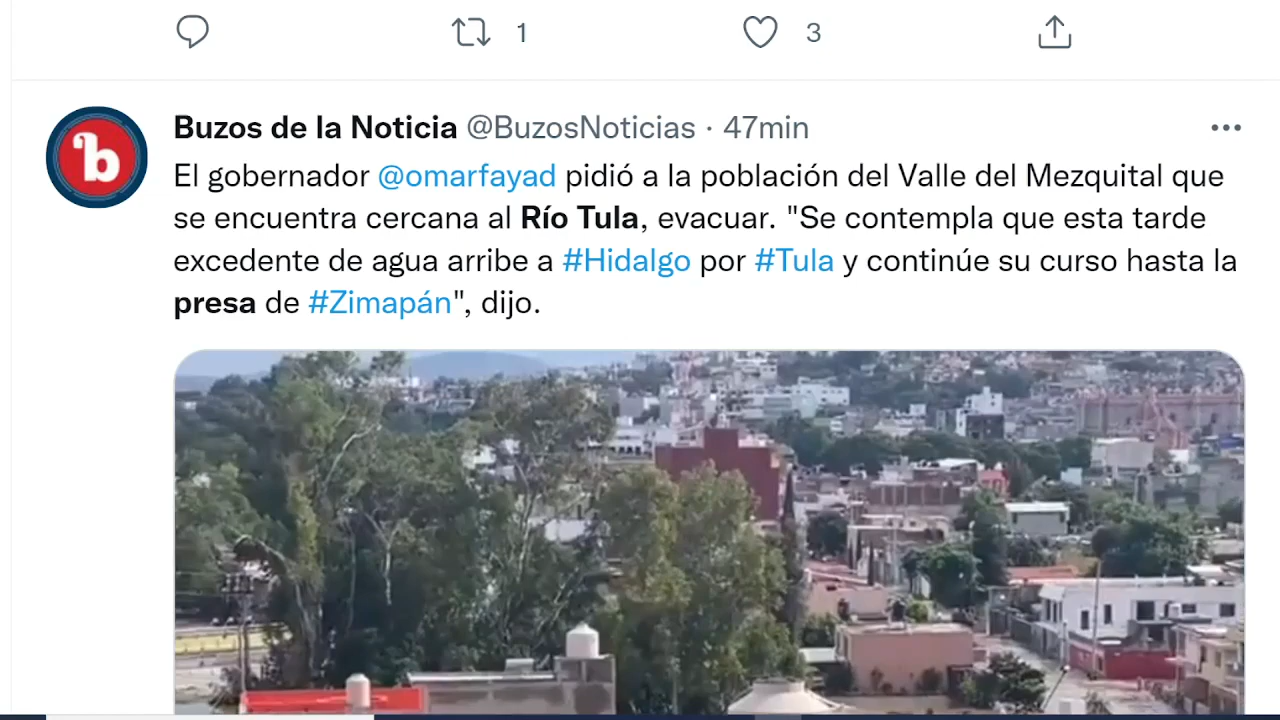 1
3
b
Buzos de la Noticia @BuzosNoticias · 47min
El gobernador @omarfayad pidió a la población del Valle del Mezquital que
se encuentra cercana al Río Tula, evacuar. "Se contempla que esta tarde
excedente de agua arribe a #Hidalgo por #Tula y continúe su curso hasta la
presa de #Zimapán", dijo.